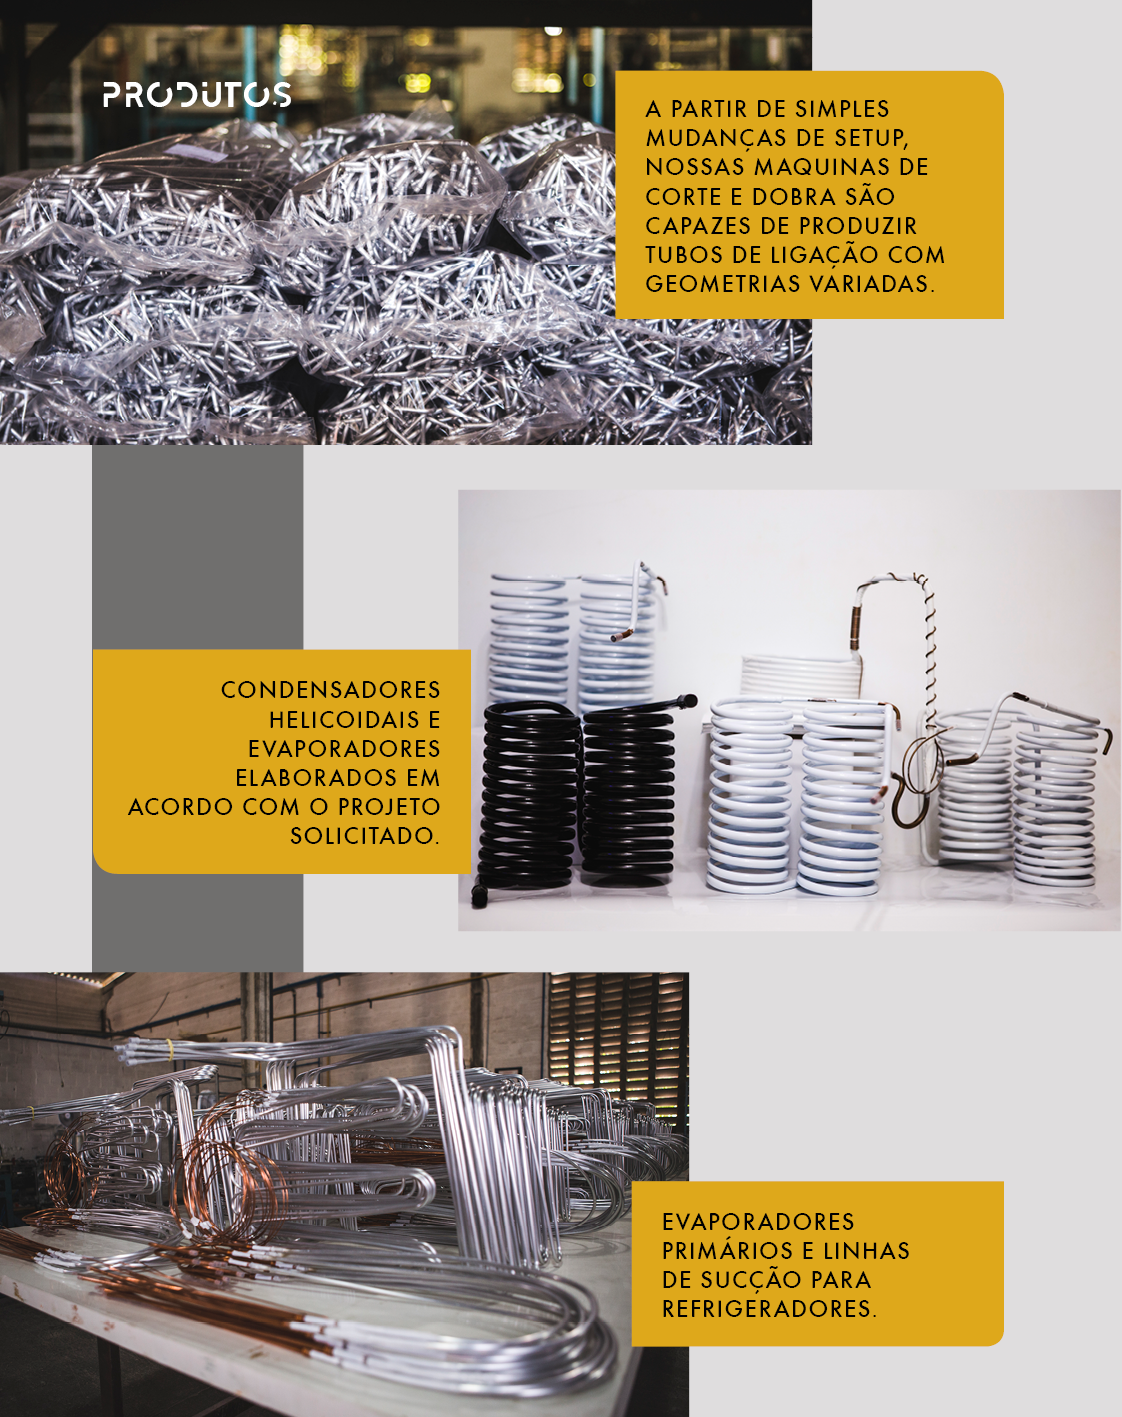 PRODUTOS
A PARTIR DE SIMPLES
MUDANÇAS DE SETUP,
NOSSAS MAQUINAS DE
CORTE E DOBRA SÃO
CAPAZES DE PRODUZIR
TUBOS DE LIGAÇÃO COM
GEOMETRIAS VARIADAS.
CONDENSADORES
HELICOIDAIS E
EVAPORADORES
ELABORADOS EM
ACORDO COM O PROJETO
SOLICITADO.
EVAPORADORES
PRIMÁRIOS E LINHAS
DE SUCÇÃO PARA
REFRIGERADORES.